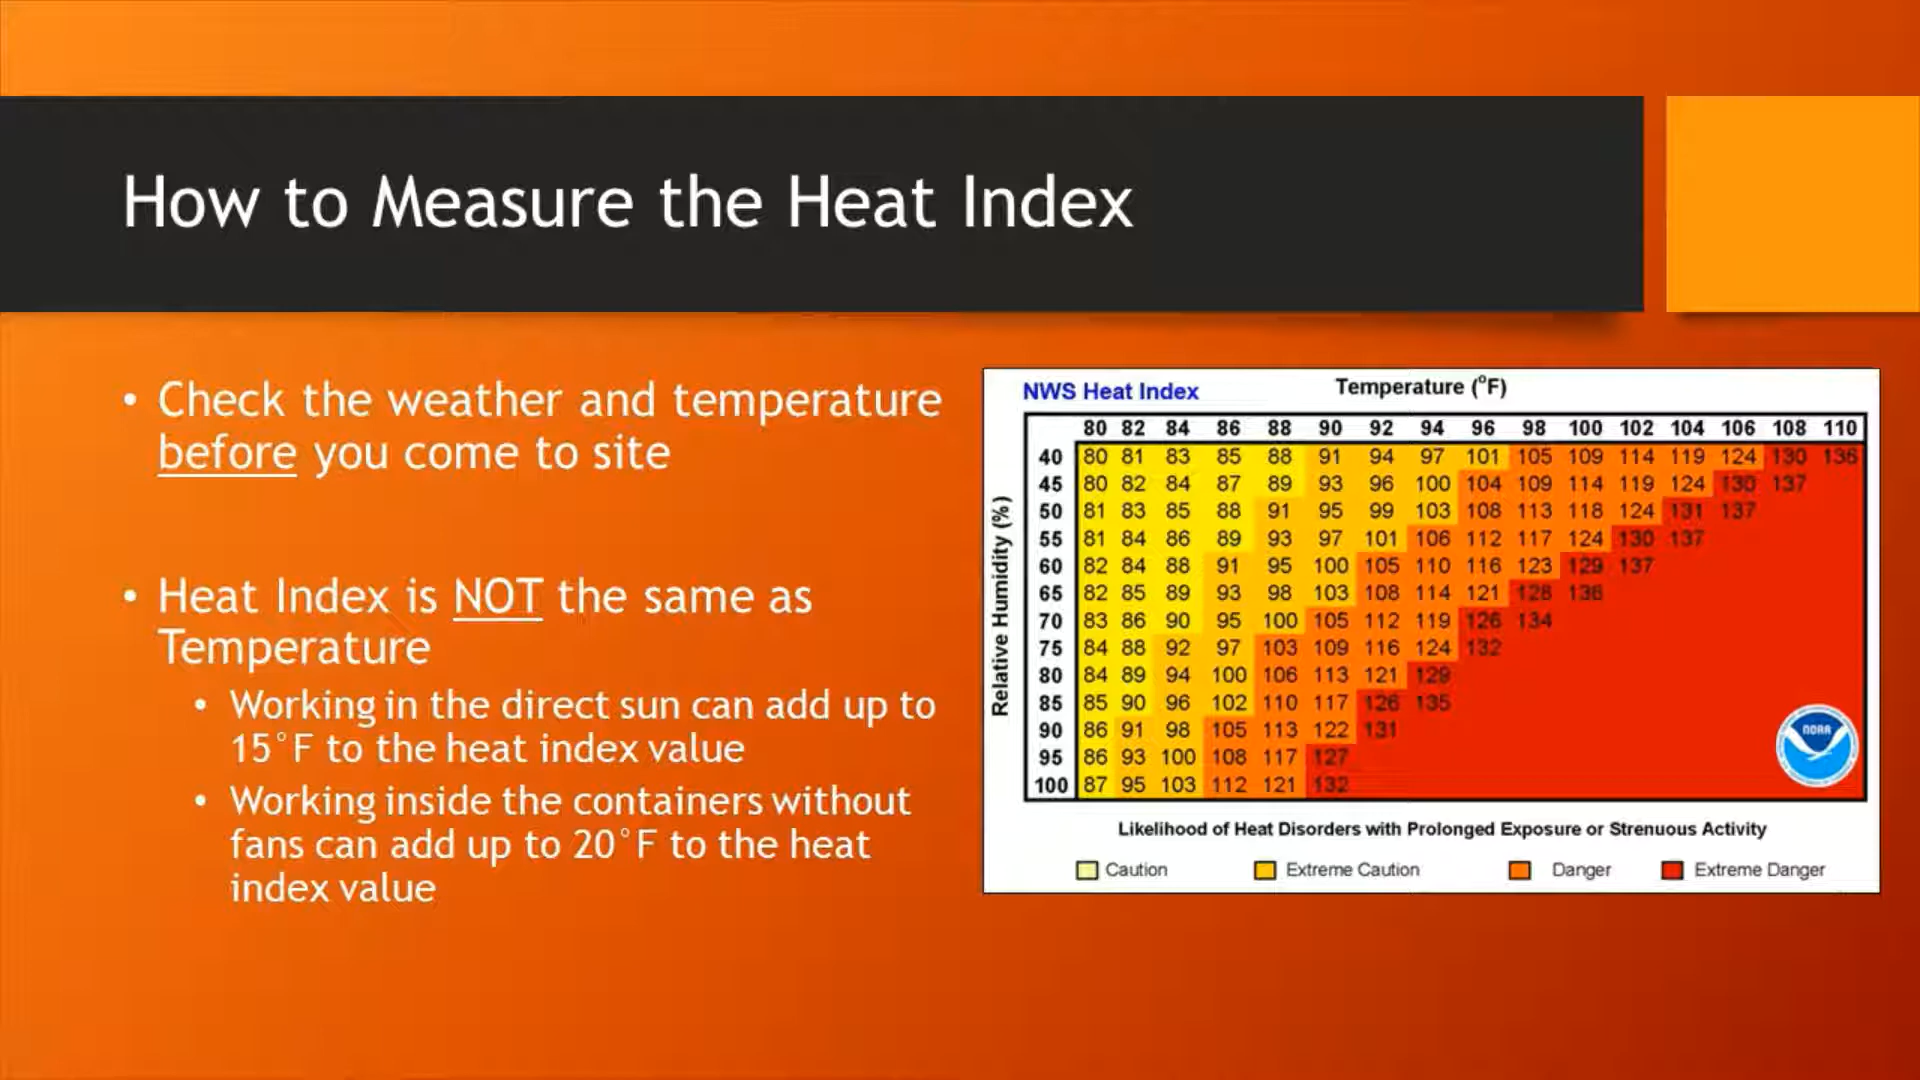 How to Measure the Heat Index
• Check the weather and temperature
before you come to site
• Heat Index is NOT the same as
Temperature
• Working in the direct sun can add up to
15°F to the heat index value
• Working inside the containers without
fans can add up to 20°F to the heat
index value
NWS Heat Index
Temperature (°F)
80 82 84 86 88 90 92 94 96 98 100 102 104 106 108 110
Relative Humidity (%)
40 80 81 83 85 88 91 94 97 101 105 109 114 119 124 130 136
45 80 82 84 87 89 93 96 100 104 109 114 119 124 130 137
50 81 83 85 88 91 95 99 103 108 113 118 124 131 137
55 81 84 86 89 93 97 101 106 112 117 124 130 137
60 82 84 88 91 95 100 105 110 116 123 129 137
65 82 85 89 93 98 103 108 114 121 128 136
70 83 86 90 95 100 105 112 119 126 134
75 84 88 92 97 103 109 116 124 132
80 84 89 94 100 106 113 121 129
85 85 90 96 102 110 117 126 135
90 86 91 98 105 113 122 131
95 86 93 100 108 117 127
100 87 95 103 112 121 132
NOAA
Likelihood of Heat Disorders with Prolonged Exposure or Strenuous Activity
Caution Extreme Caution Danger Extreme Danger